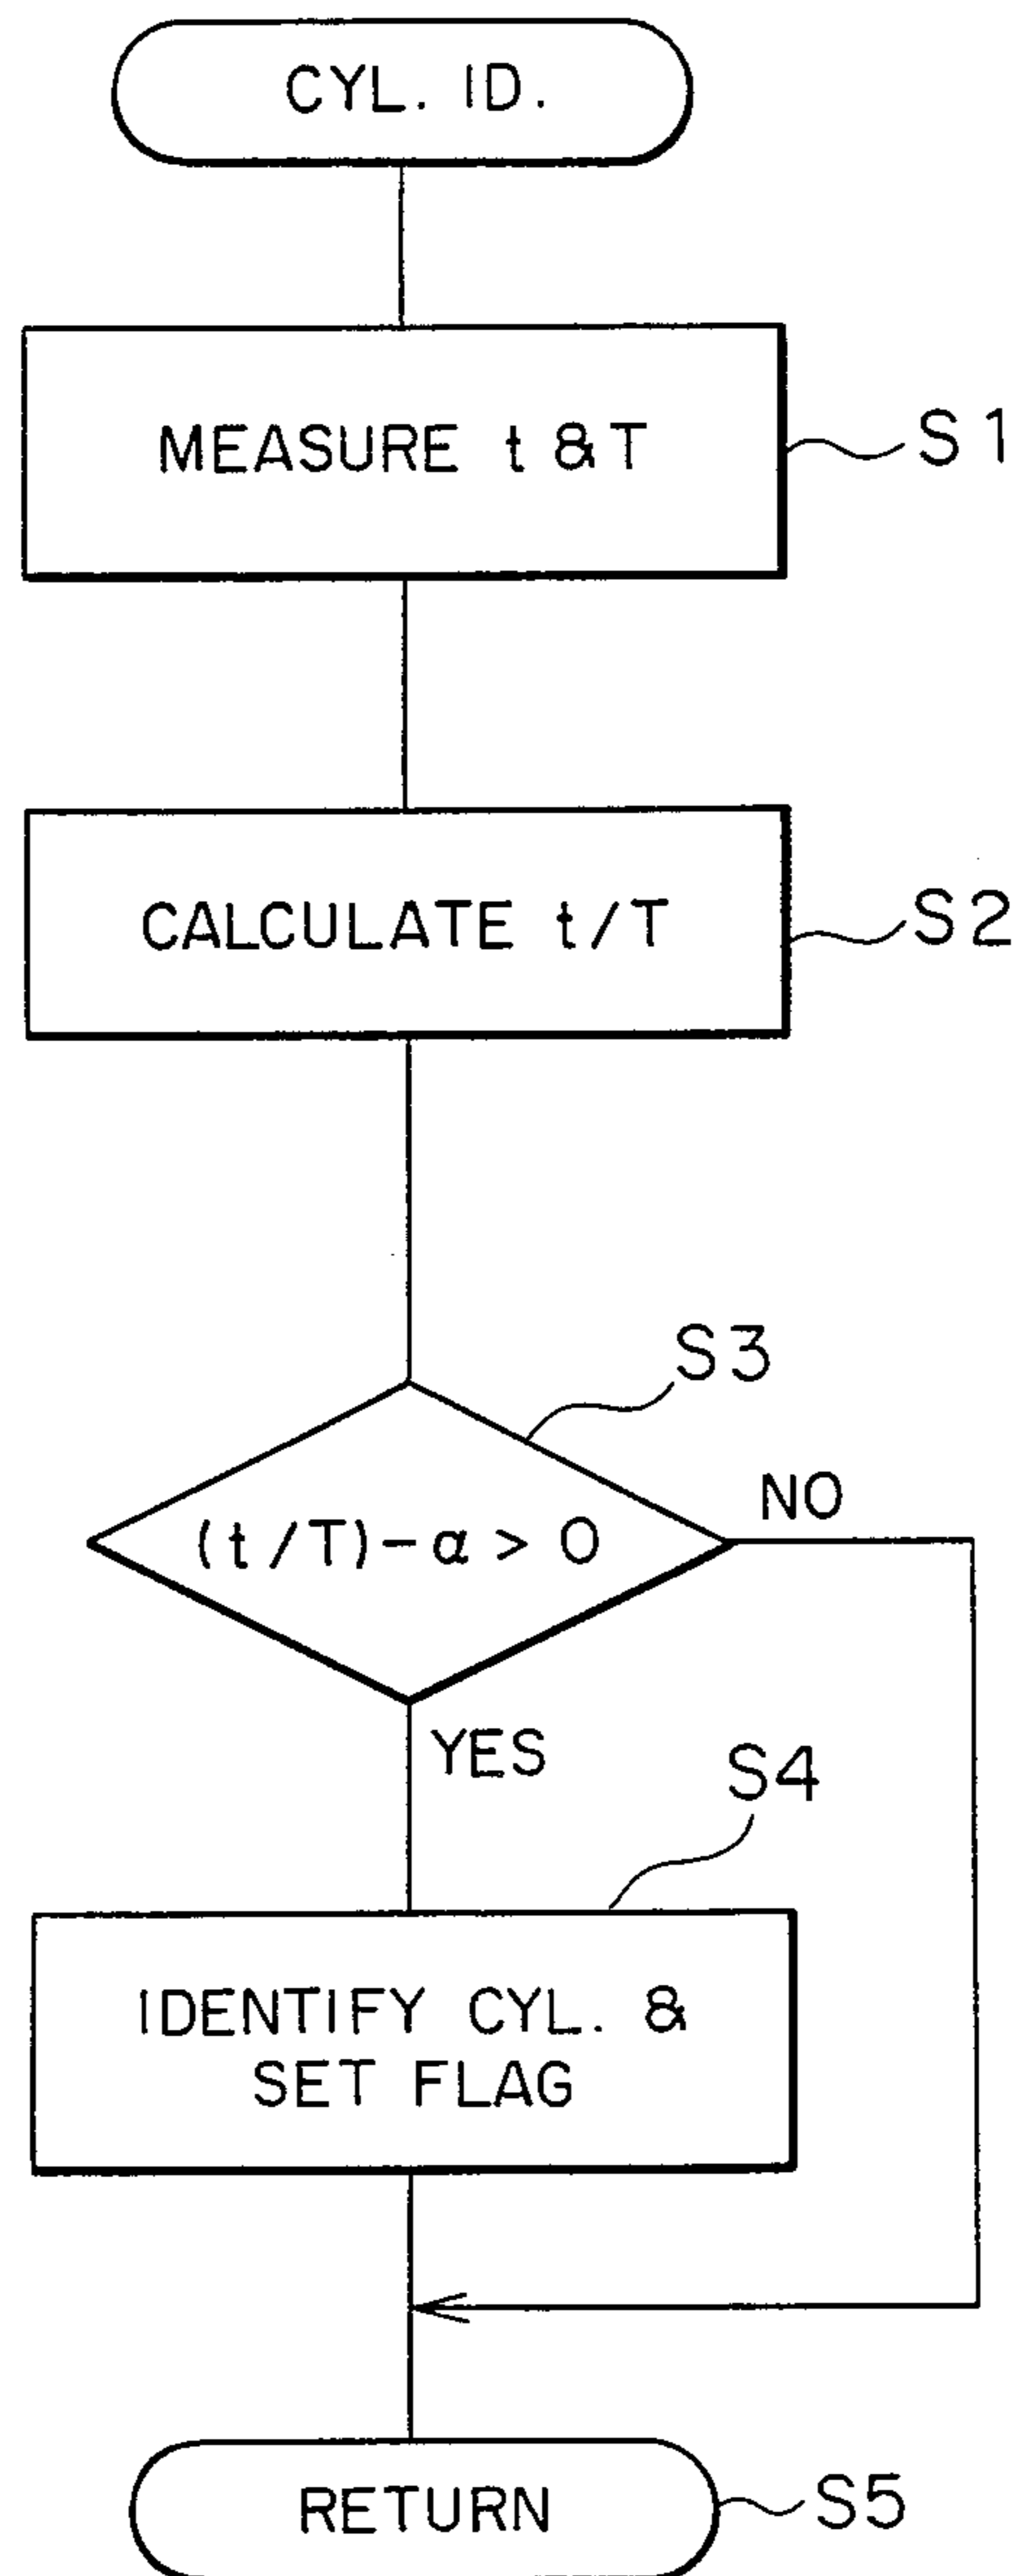 CYL. ID.
MEASURE t & T
S1
CALCULATE t/T
S2
S3
(t/T)-α > 0
NO
YES
S4
IDENTIFY CYL. &
SET FLAG
RETURN
S5